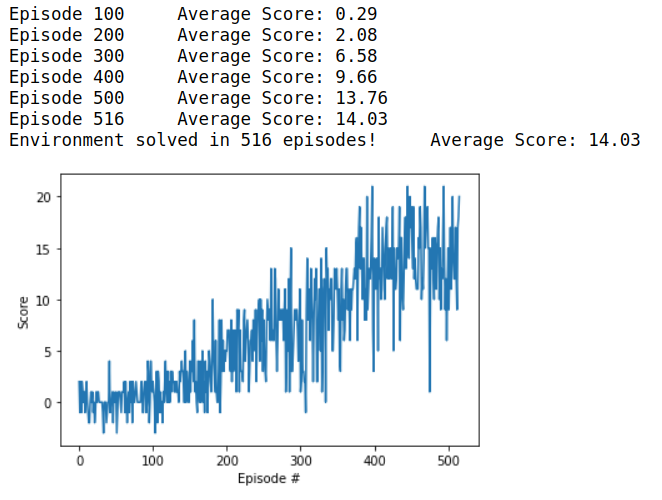 Episode 100 Average Score: 0.29
Episode 200 Average Score: 2.08
Episode 300 Average Score: 6.58
Episode 400 Average Score: 9.66
Episode 500 Average Score: 13.76
Episode 516 Average Score: 14.03
Environment solved in 516 episodes! Average Score: 14.03
20
15
10
5
0
Score
0 100 200 300 400 500
Episode #